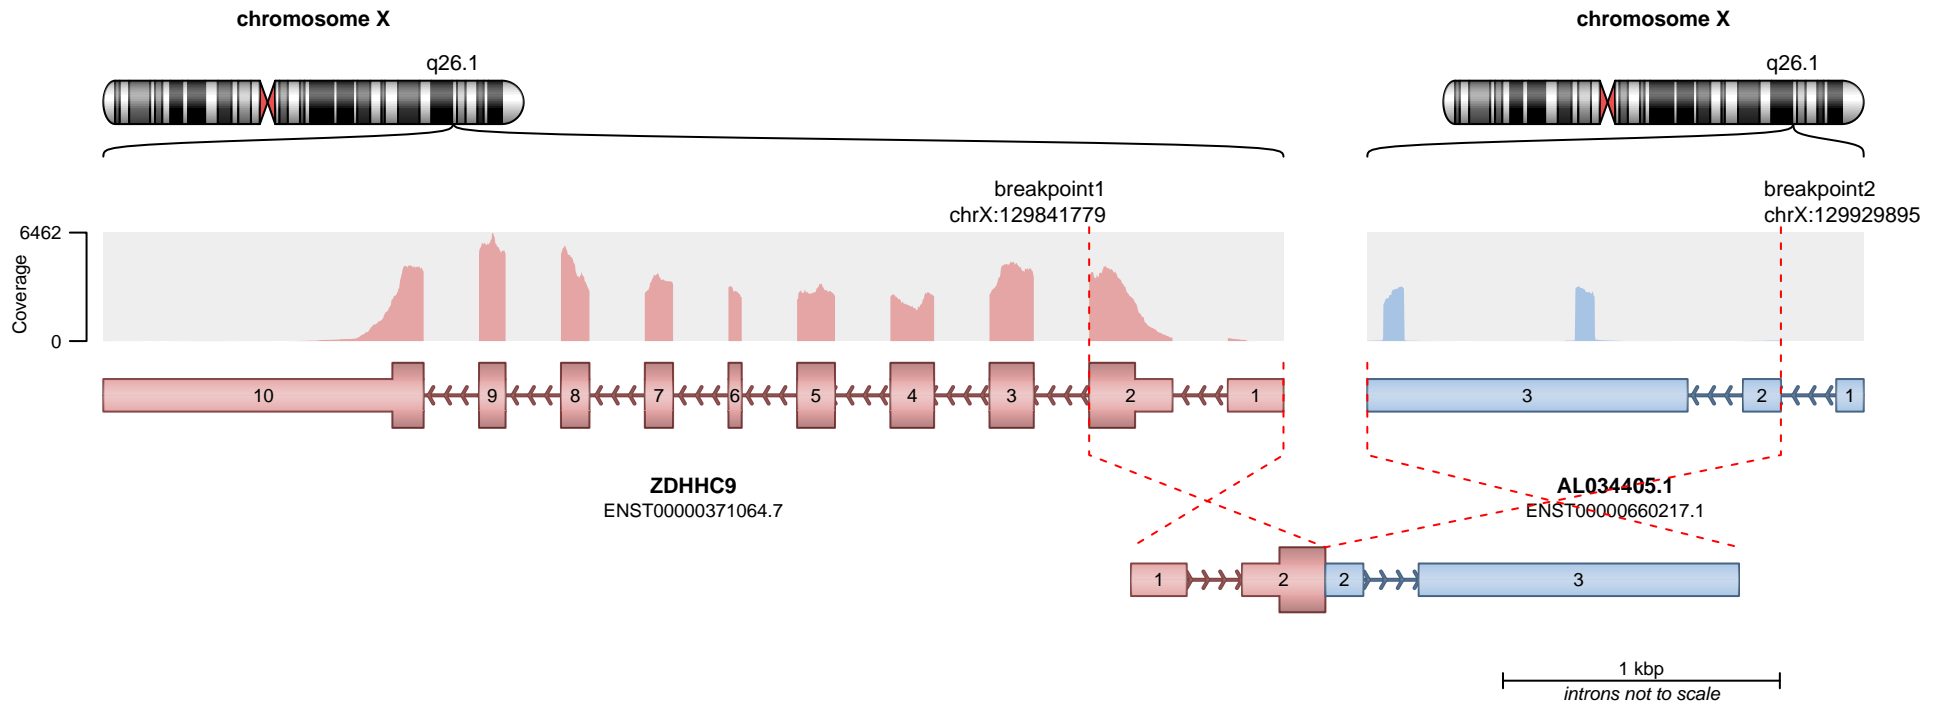 chromosome X
chromosome X
q26.1
q26.1
breakpoint1
chrX:129841779
breakpoint2
chrX:129929895
6462
Coverage
0
10
9
8
7
6
5
4
3
2
1
3
2
1
ZDHHC9
ENST00000371064.7
AL034405.1
ENST00000660217.1
1
2
2
3
1 kbp
introns not to scale